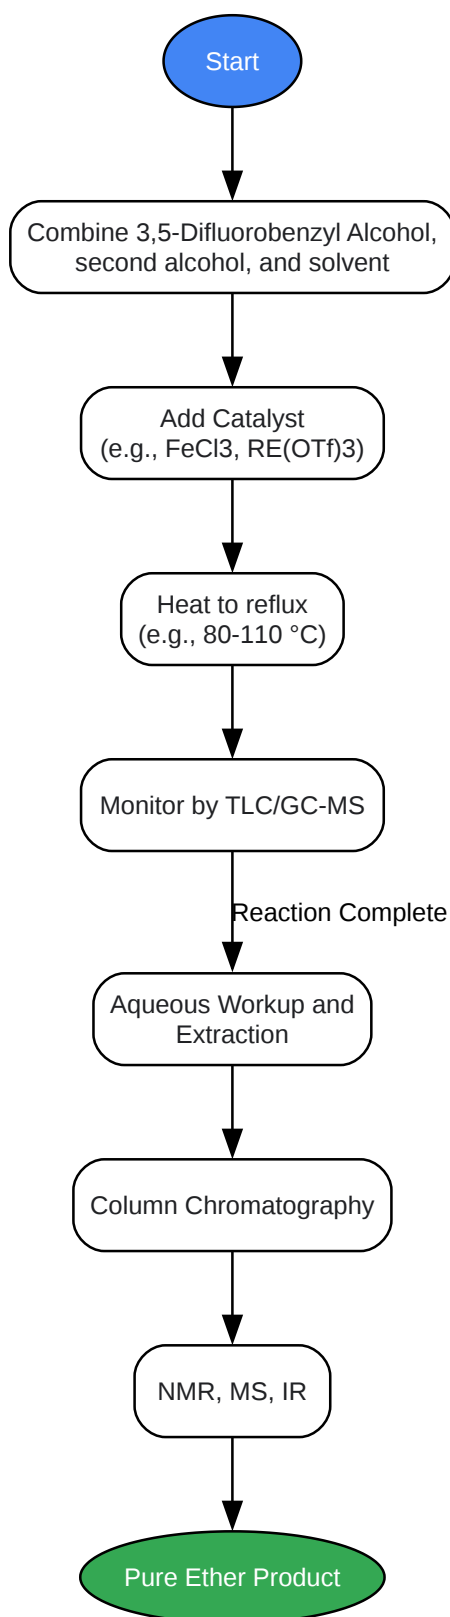 Start
Combine 3,5-Difluorobenzyl Alcohol,
second alcohol, and solvent
Add Catalyst
(e.g., FeCl3, RE(OTf)3)
Heat to reflux
(e.g., 80-110 °C)
Monitor by TLC/GC-MS
Reaction Complete
Aqueous Workup and
Extraction
Column Chromatography
NMR, MS, IR
Pure Ether Product